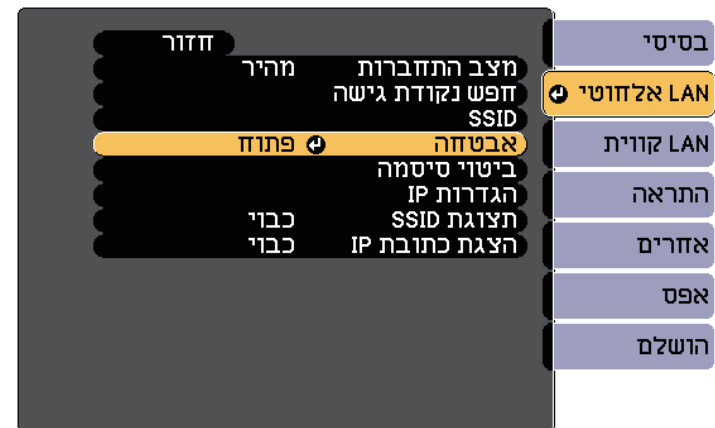 חזור
מצב התחברות מהיר
חפש נקודת גישה
SSID
אבטחה פתוח
ביטוי סיסמה
הגדרות IP
תצוגת SSID כבוי
הצגת כתובת IP כבוי
בסיסי
LAN אלחוטי
LAN קווית
התראה
אחרים
אפס
הושלם